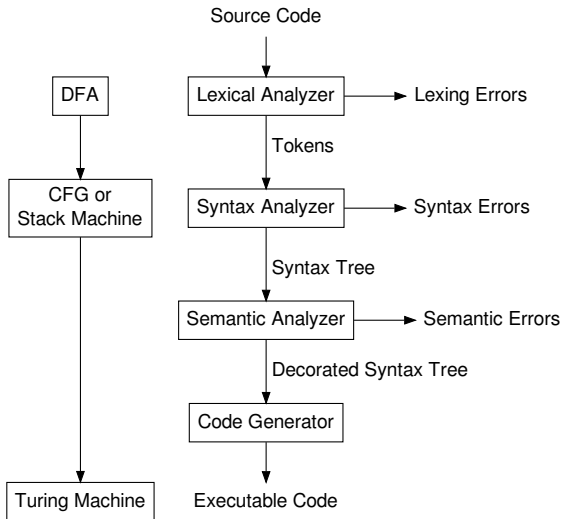 Source Code
DFA
Lexical Analyzer
Lexing Errors
Tokens
CFG or
Stack Machine
Syntax Analyzer
Syntax Errors
Syntax Tree
Semantic Analyzer
Semantic Errors
Decorated Syntax Tree
Code Generator
Turing Machine
Executable Code